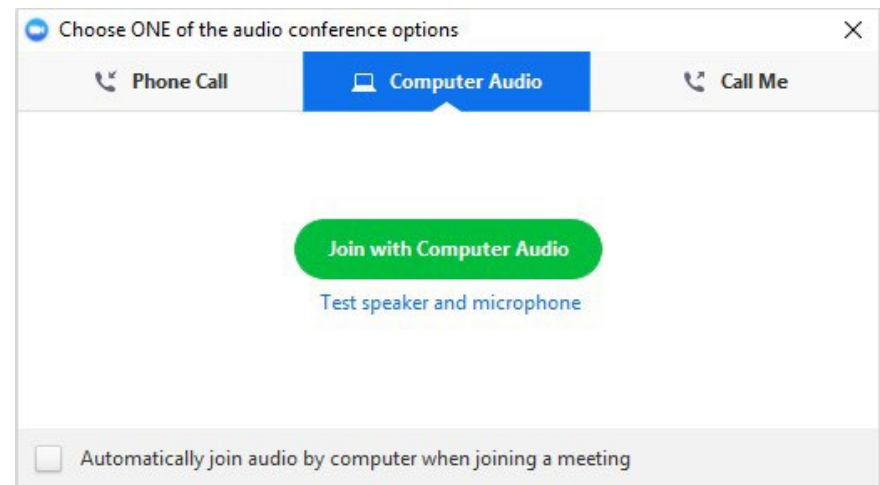 Choose ONE of the audio conference options
Phone Call Computer Audio Call Me
Join with Computer Audio
Test speaker and microphone
Automatically join audio by computer when joining a meeting